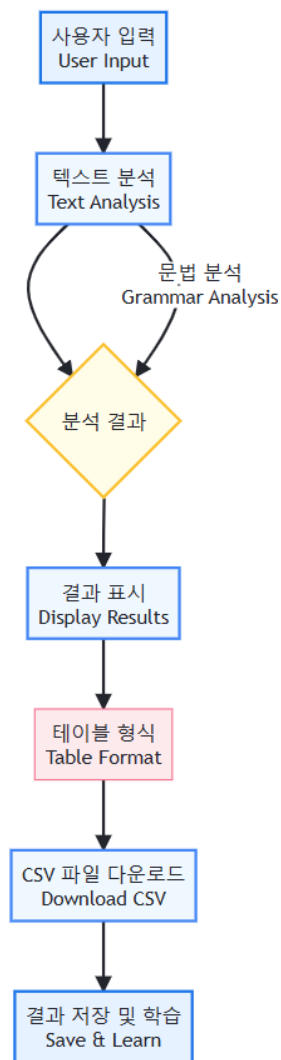 사용자 입력
User Input
텍스트 분석
Text Analysis
문법 분석
Grammar Analysis
분석 결과
결과 표시
Display Results
테이블 형식
Table Format
CSV 파일 다운로드
Download CSV
결과 저장 및 학습
Save & Learn